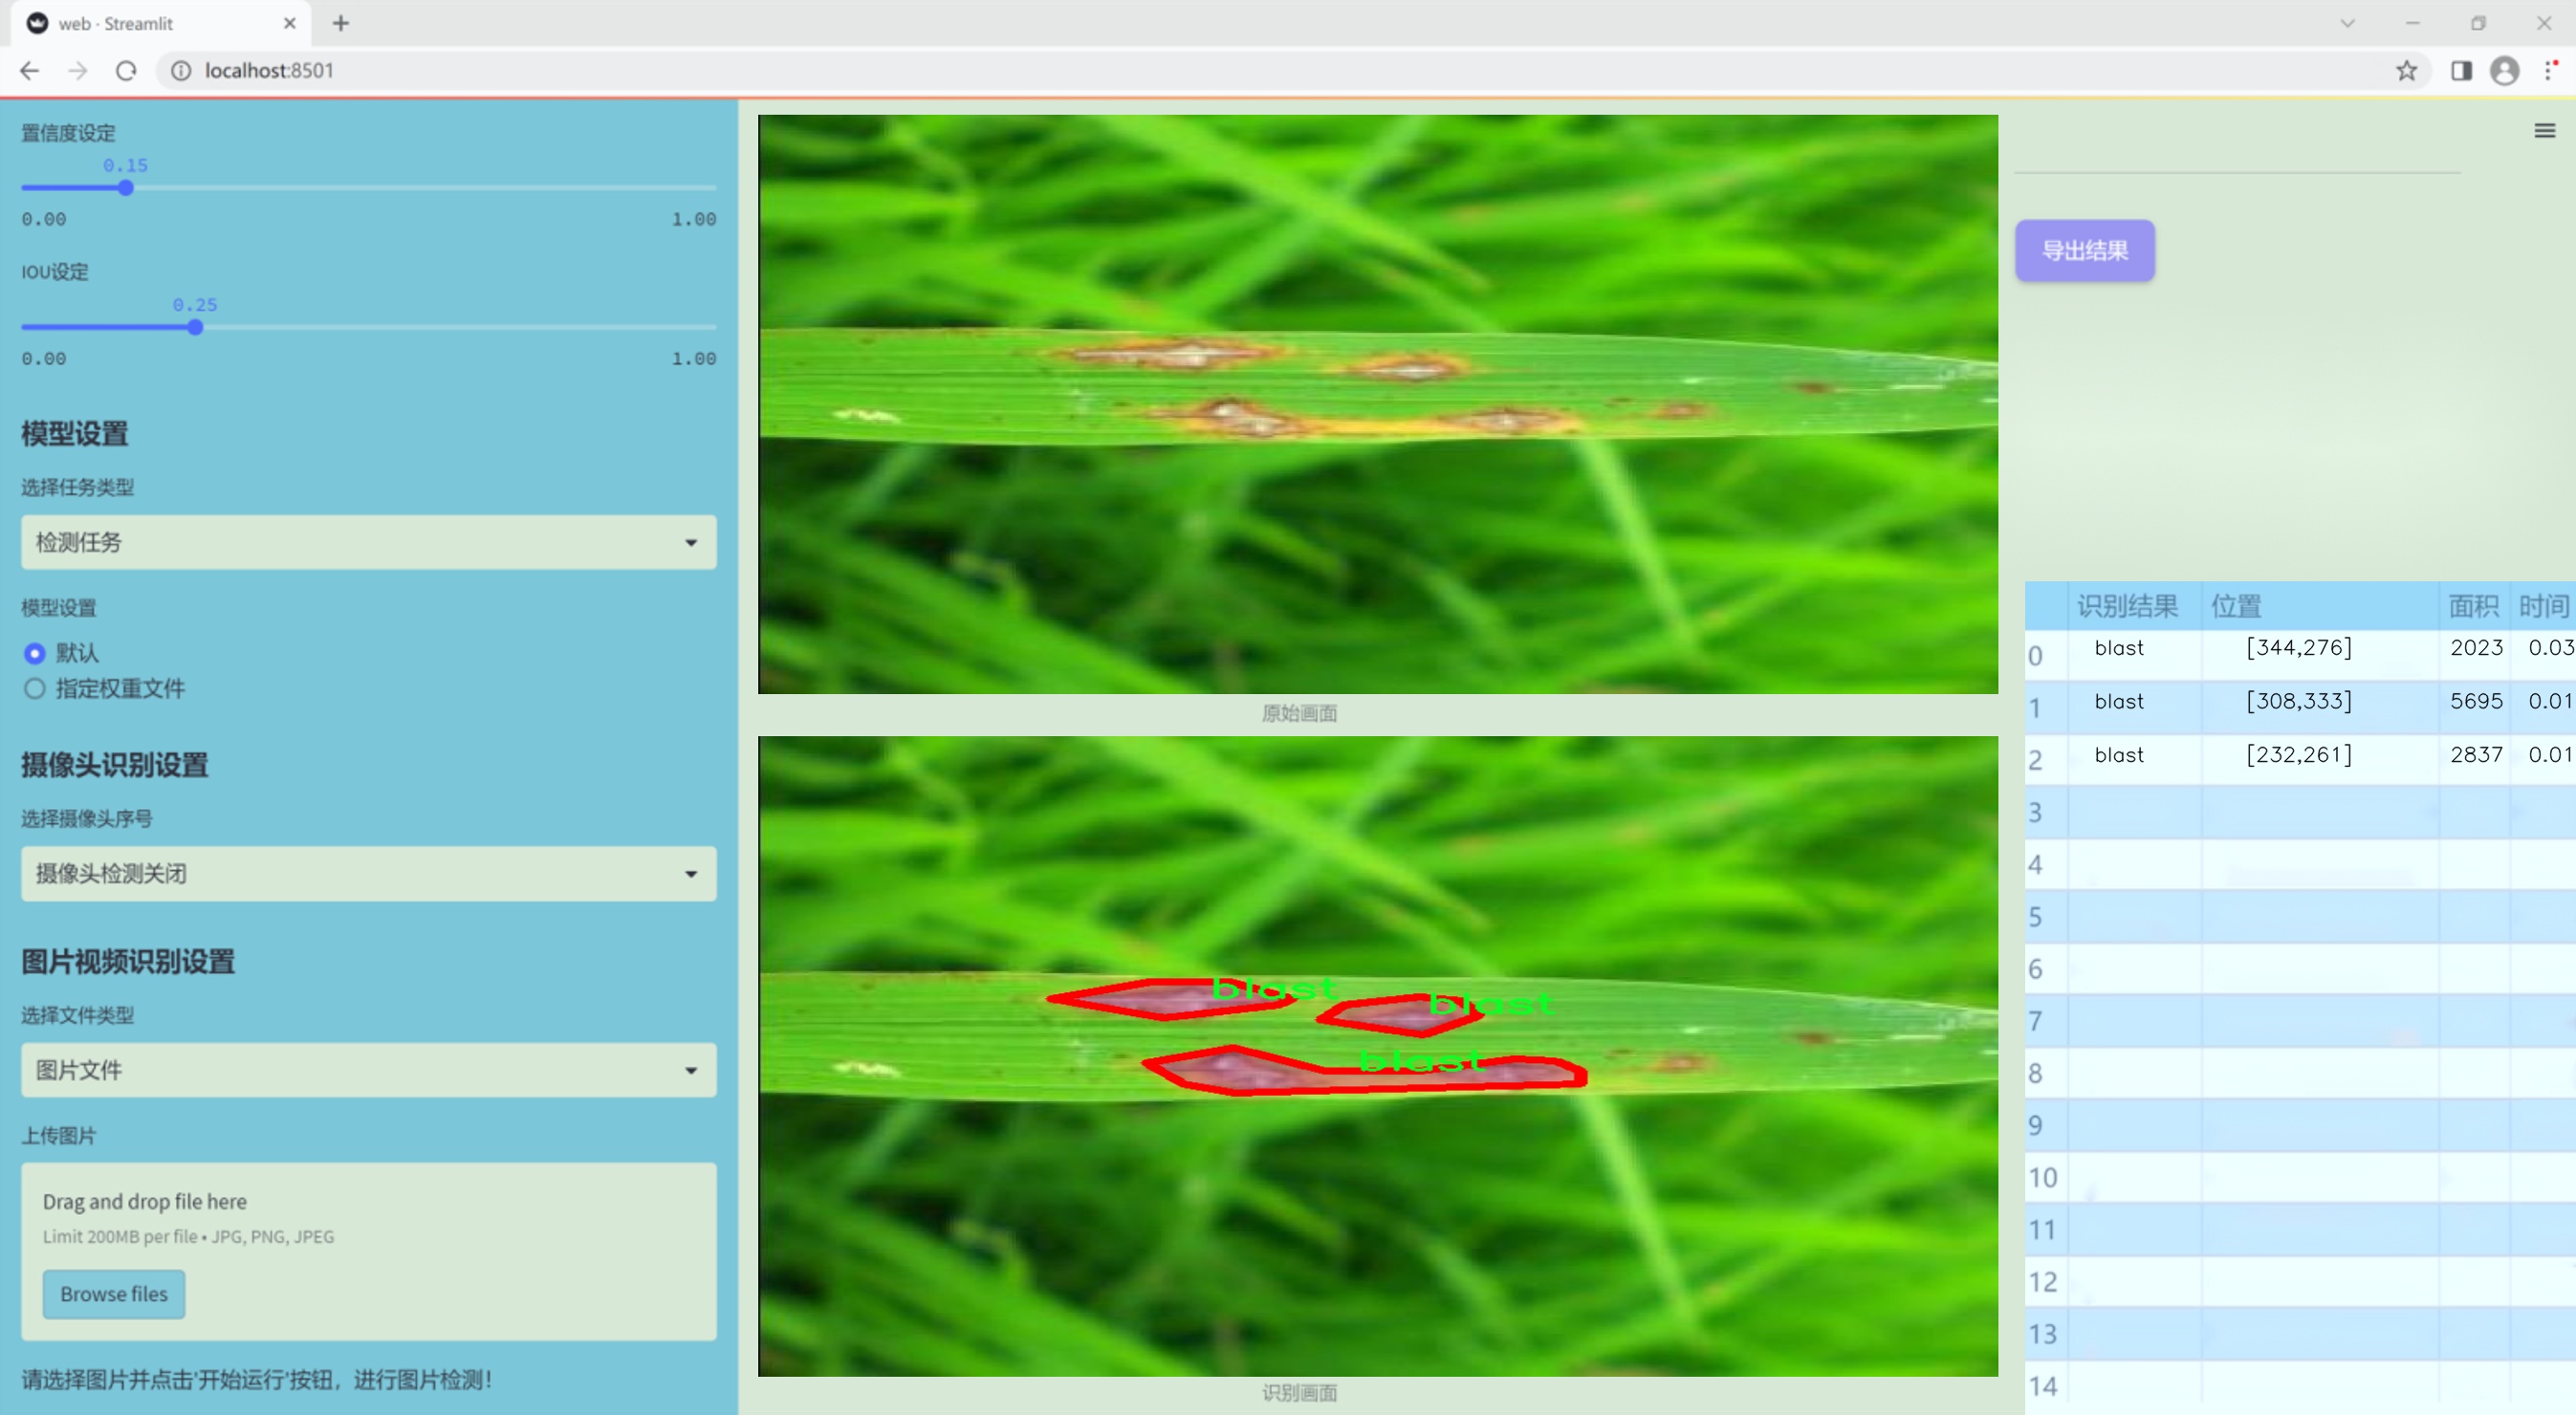 web · Streamlit
localhost:8501
置信度设定
0.15
0.00 1.00
IOU设定
0.25
0.00 1.00
模型设置
选择任务类型
检测任务
模型设置
默认
指定权重文件
摄像头识别设置
选择摄像头序号
摄像头检测关闭
图片视频识别设置
选择文件类型
图片文件
上传图片
Drag and drop file here
Limit 200MB per file • JPG, PNG, JPEG
Browse files
请选择图片并点击'开始运行'按钮，进行图片检测！
原始画面
blast
blast
blast
识别画面
导出结果
识别结果 位置 面积 时间
0 blast [344,276] 2023 0.03
1 blast [308,333] 5695 0.01
2 blast [232,261] 2837 0.01
3
4
5
6
7
8
9
10
11
12
13
14